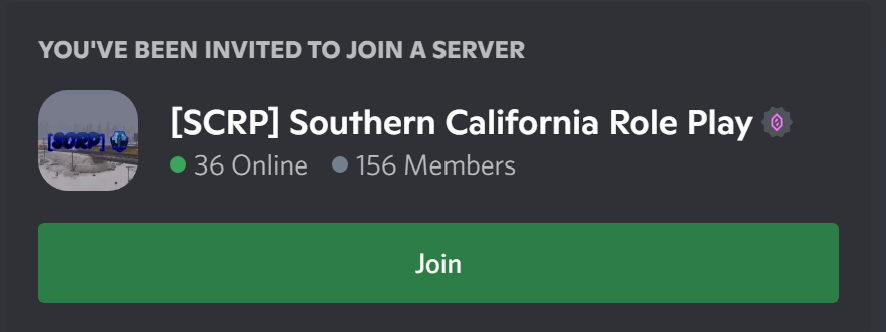 YOU'VE BEEN INVITED TO JOIN A SERVER
[SCRP]
[SCRP] Southern California Role Play
36 Online 156 Members
Join